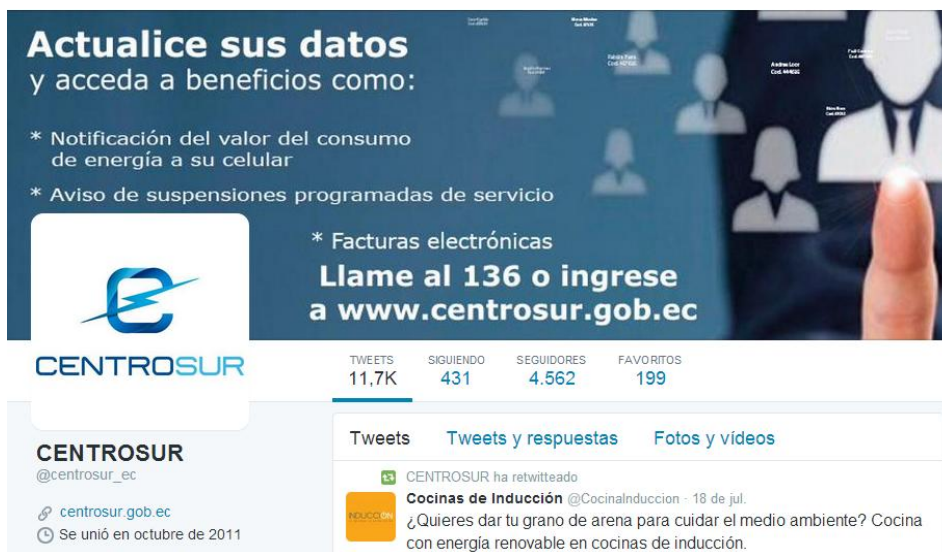 Actualice sus datos
y acceda a beneficios como:
* Notificación del valor del consumo
de energía a su celular
* Aviso de suspensiones programadas de servicio
* Facturas electrónicas
Llame al 136 o ingrese
a www.centrosur.gob.ec
Andrea Loor
CENTROSUR
TWEETS SIGUIENDO SEGUIDORES FAVORITOS
11,7K 431 4.562 199
CENTROSUR
@centrosur_ec
centrosur.gob.ec
Se unió en octubre de 2011
Tweets Tweets y respuestas Fotos y vídeos
CENTROSUR ha retwitteado
INDUCCIÓN
Cocinas de Inducción @CocinaInduccion · 18 de jul.
¿Quieres dar tu grano de arena para cuidar el medio ambiente? Cocina
con energía renovable en cocinas de inducción.